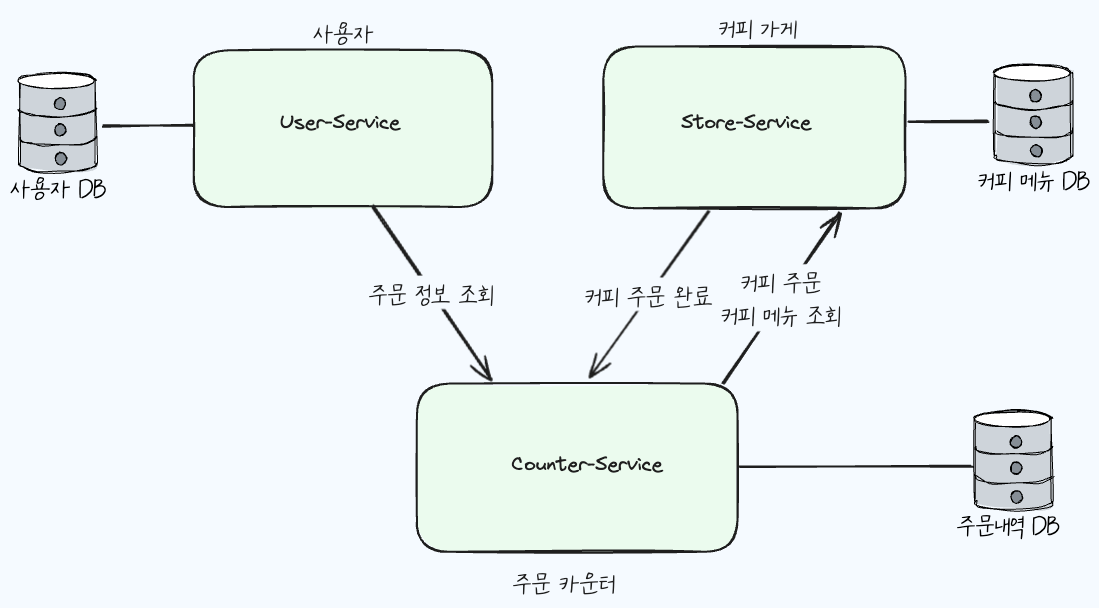 사용자
커피 가게
User-Service
Store-Service
사용자 DB
커피 메뉴 DB
주문 정보 조회
커피 주문 완료
커피 주문
커피 메뉴 조회
Counter-Service
주문내역 DB
주문 카운터